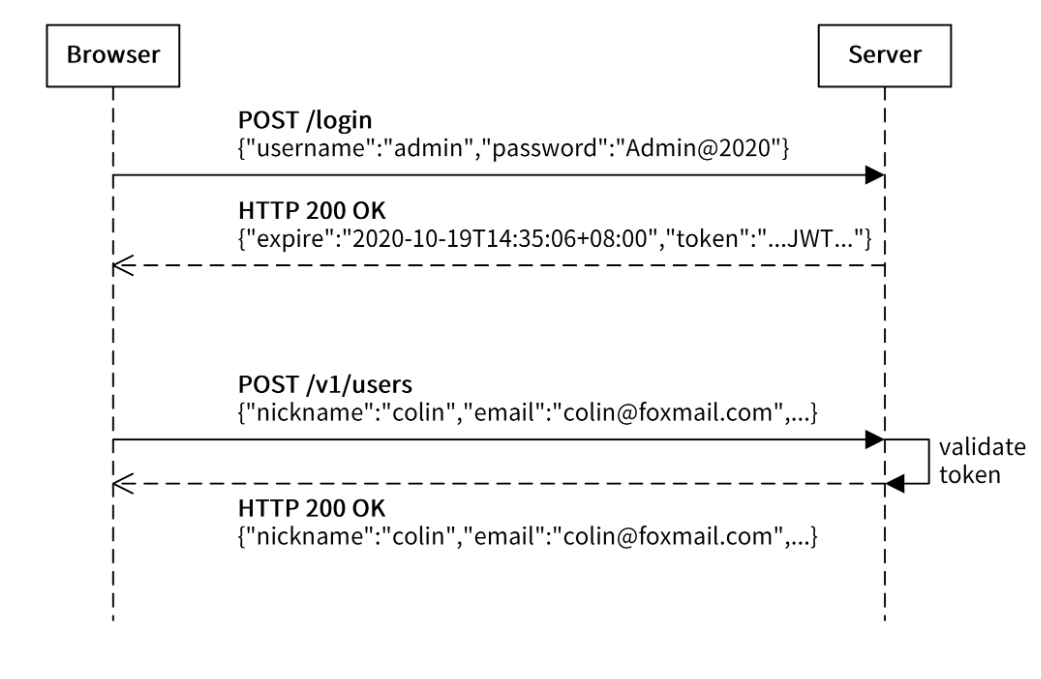 Browser
Server
POST /login
{"username":"admin","password":"Admin@2020"}
HTTP 200 OK
{"expire":"2020-10-19T14:35:06+08:00","token":"...JWT..."}
POST /v1/users
{"nickname":"colin","email":"colin@foxmail.com",...}
validate
token
HTTP 200 OK
{"nickname":"colin","email":"colin@foxmail.com",...}